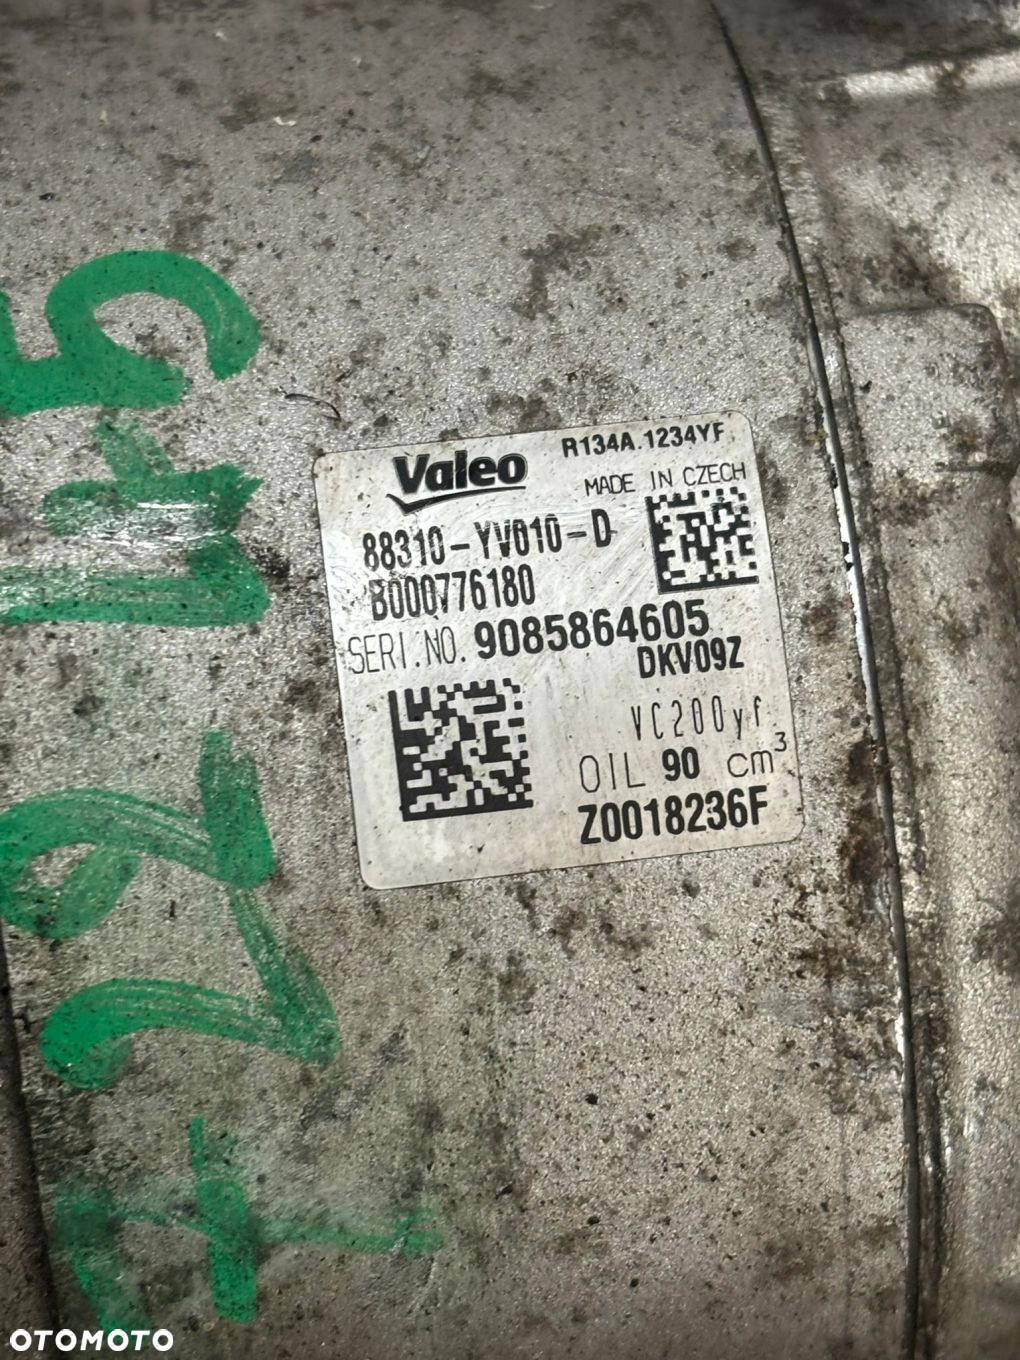 Valeo
R134A.1234YF
MADE IN CZECH
88310-YV010-D
B000776180
SERI.NO. 9085864605
DKV09Z
VC200yf
OIL 90 cm³
Z0018236F
OTOMOTO